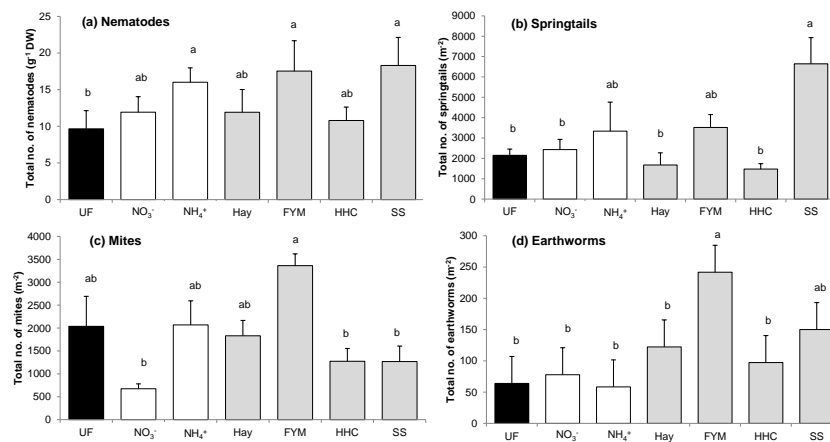 (a) Nematodes
Total no. of nematodes (g⁻¹ DW)
25
20
15
10
5
0
b
ab
a
ab
a
ab
a
UF
NO₃⁻
NH₄⁺
Hay
FYM
HHC
SS
(b) Springtails
Total no. of springtails (m⁻²)
9000
8000
7000
6000
5000
4000
3000
2000
1000
0
b
b
ab
b
ab
b
a
UF
NO₃⁻
NH₄⁺
Hay
FYM
HHC
SS
(c) Mites
Total no. of mites (m⁻²)
4000
3500
3000
2500
2000
1500
1000
500
0
ab
b
ab
ab
a
b
b
UF
NO₃⁻
NH₄⁺
Hay
FYM
HHC
SS
(d) Earthworms
Total no. of earthworms (m⁻²)
300
250
200
150
100
50
0
b
b
b
b
a
b
ab
UF
NO₃⁻
NH₄⁺
Hay
FYM
HHC
SS